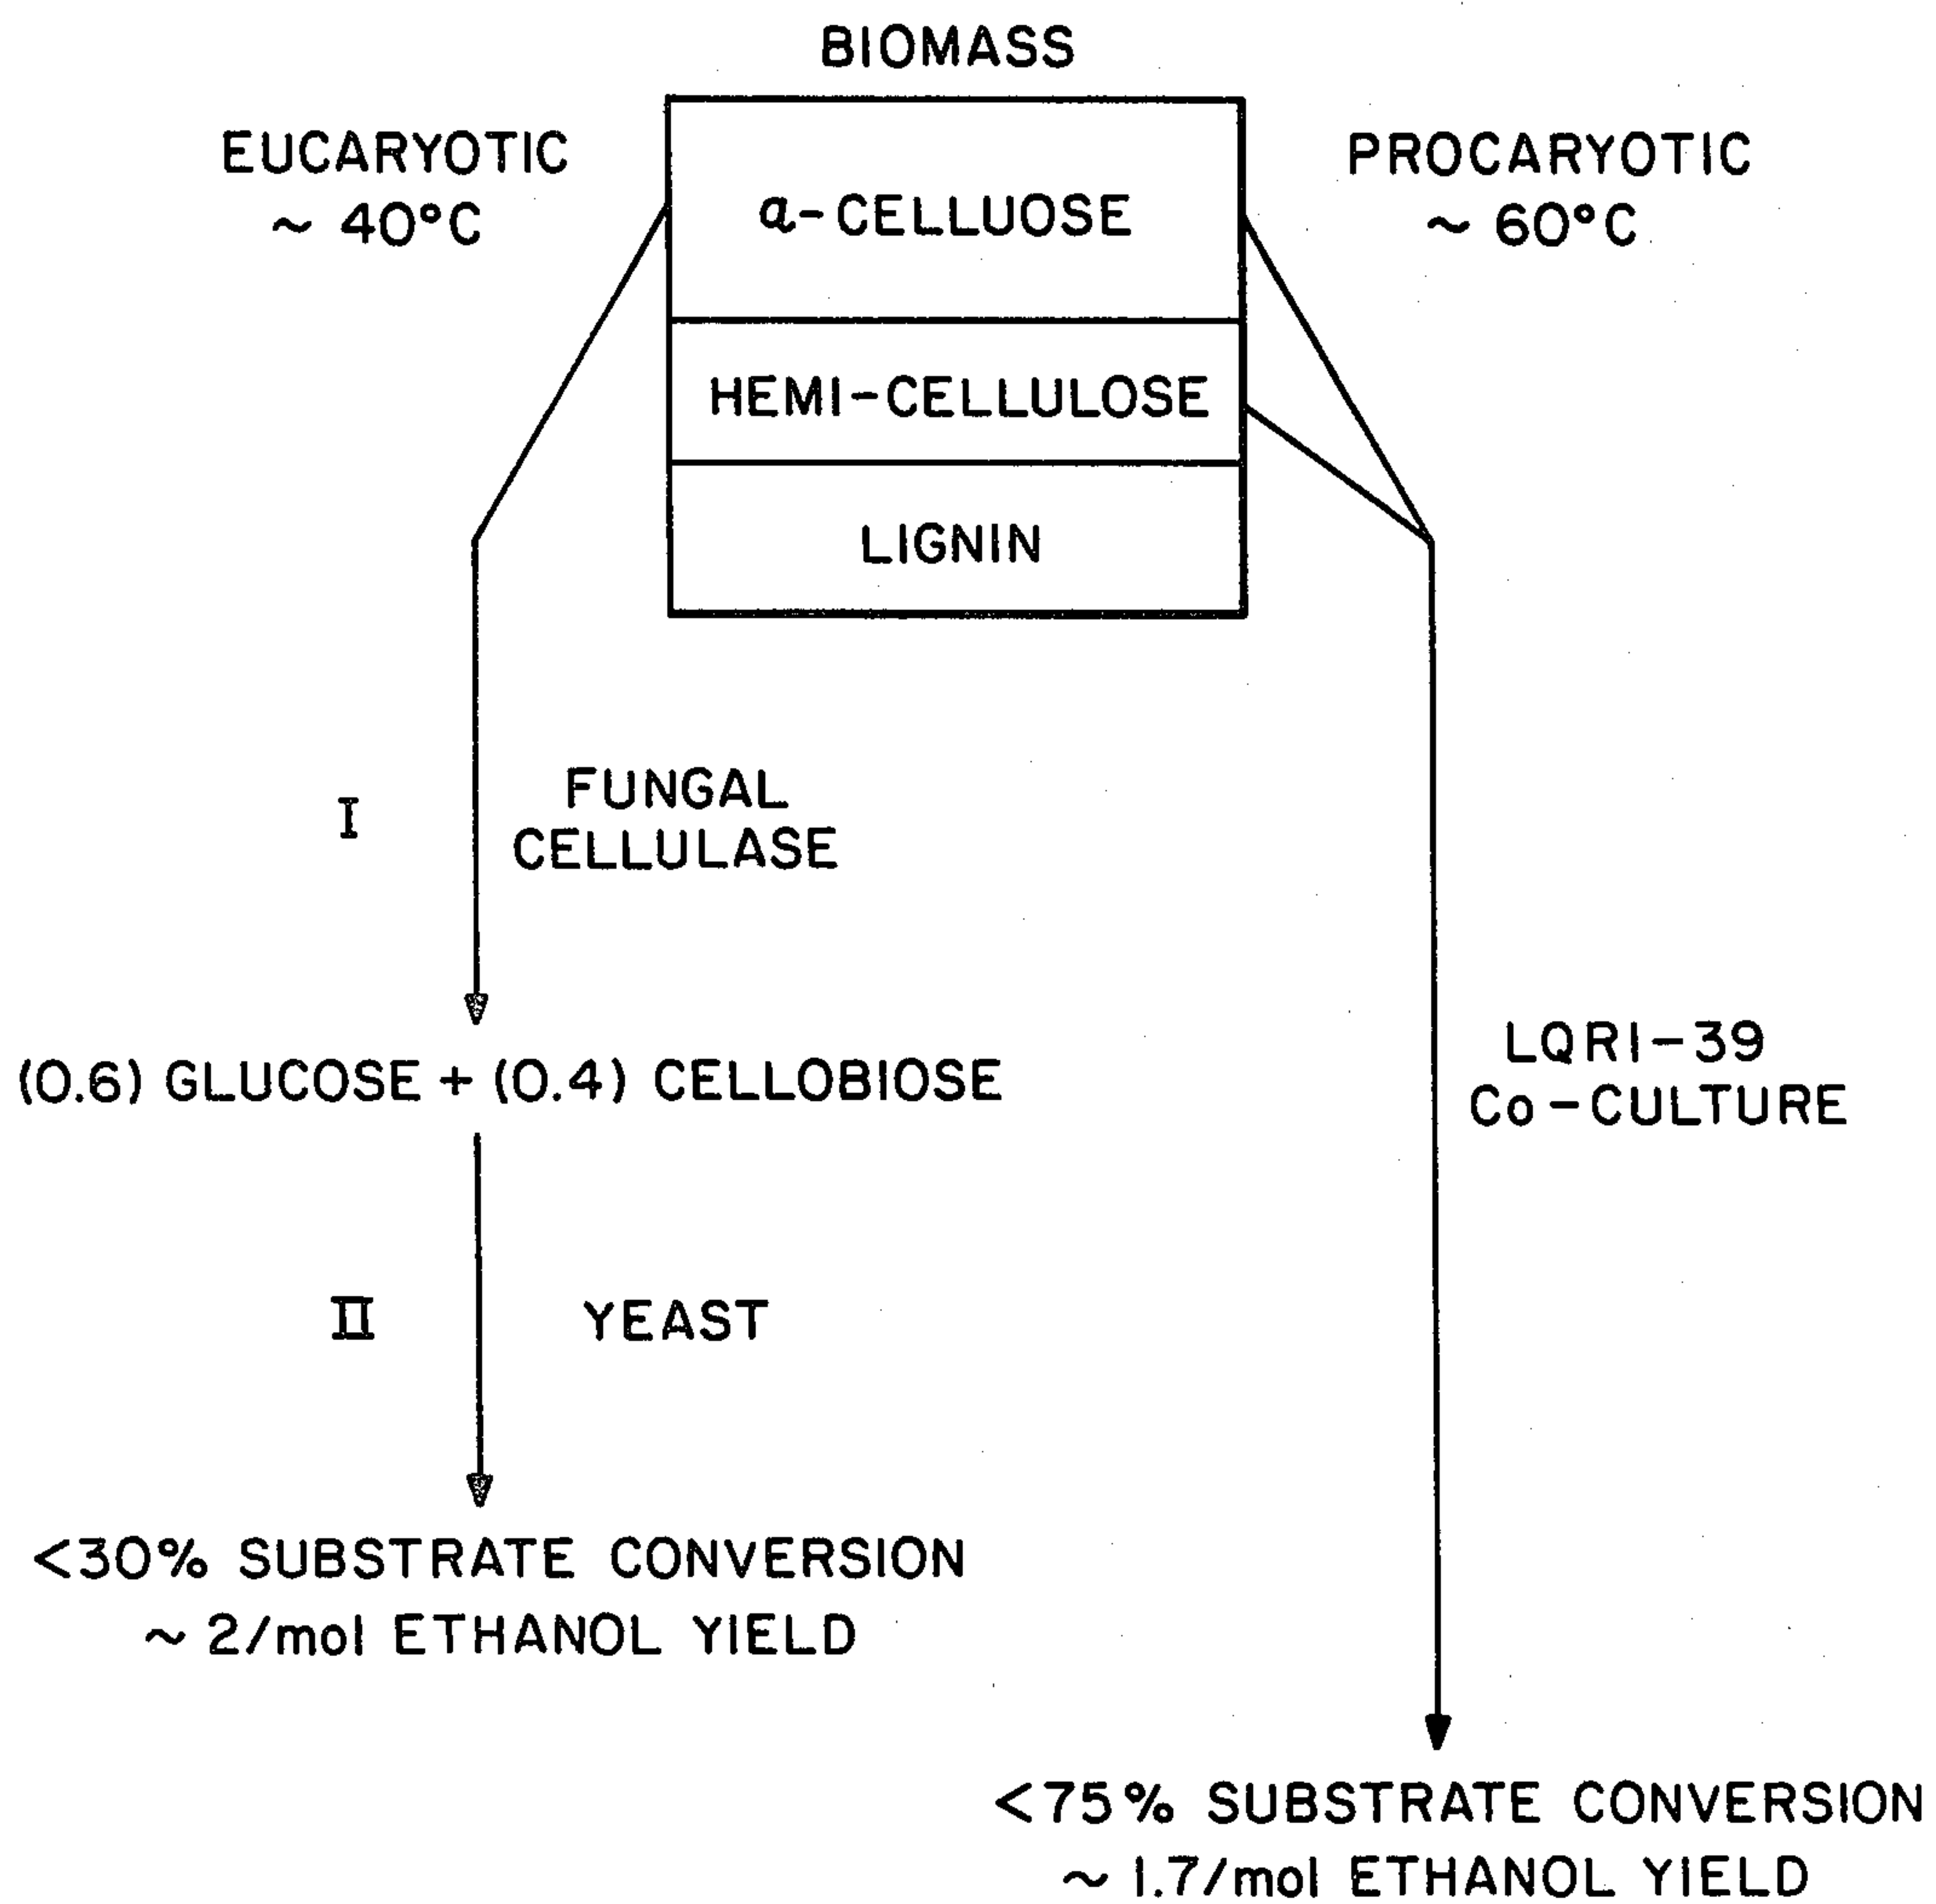 BIOMASS
EUCARYOTIC
~ 40°C
α-CELLUOSE
HEMI-CELLULOSE
LIGNIN
PROCARYOTIC
~ 60°C
I
FUNGAL
CELLULASE
(0.6) GLUCOSE + (0.4) CELLOBIOSE
II
YEAST
<30% SUBSTRATE CONVERSION
~ 2/mol ETHANOL YIELD
LQRI-39
Co-CULTURE
<75% SUBSTRATE CONVERSION
~ 1.7/mol ETHANOL YIELD